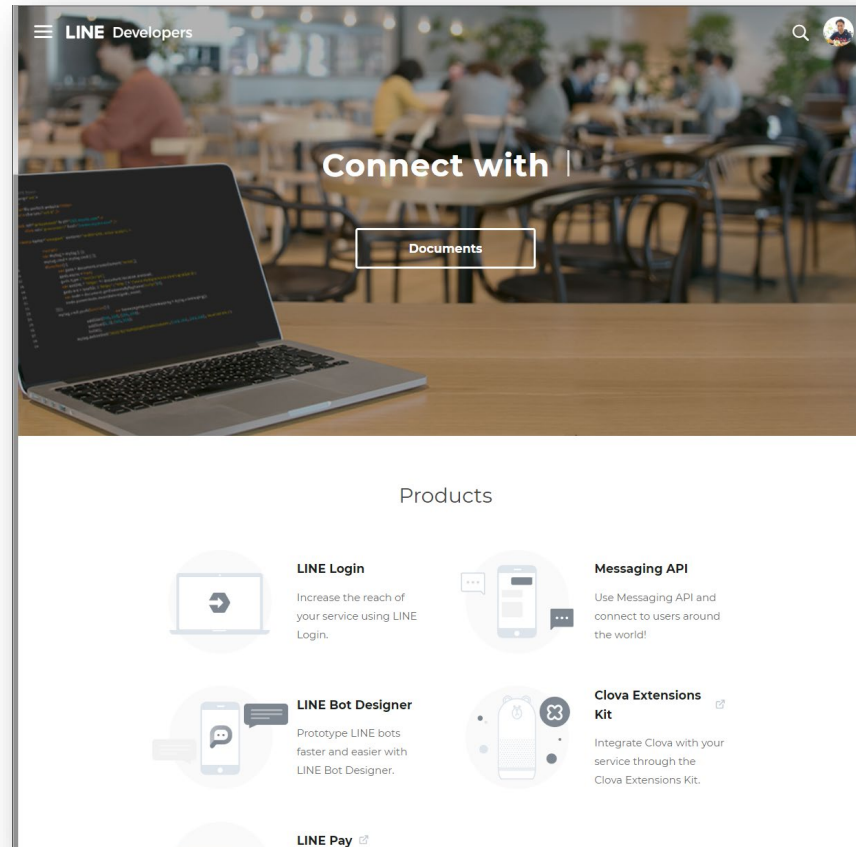 LINE Developers
Connect with
Documents
Products
LINE Login
Increase the reach of
your service using LINE
Login.
Messaging API
Use Messaging API and
connect to users around
the world!
LINE Bot Designer
Prototype LINE bots
faster and easier with
LINE Bot Designer.
Clova Extensions
Kit
Integrate Clova with your
service through the
Clova Extensions Kit.
LINE Pay